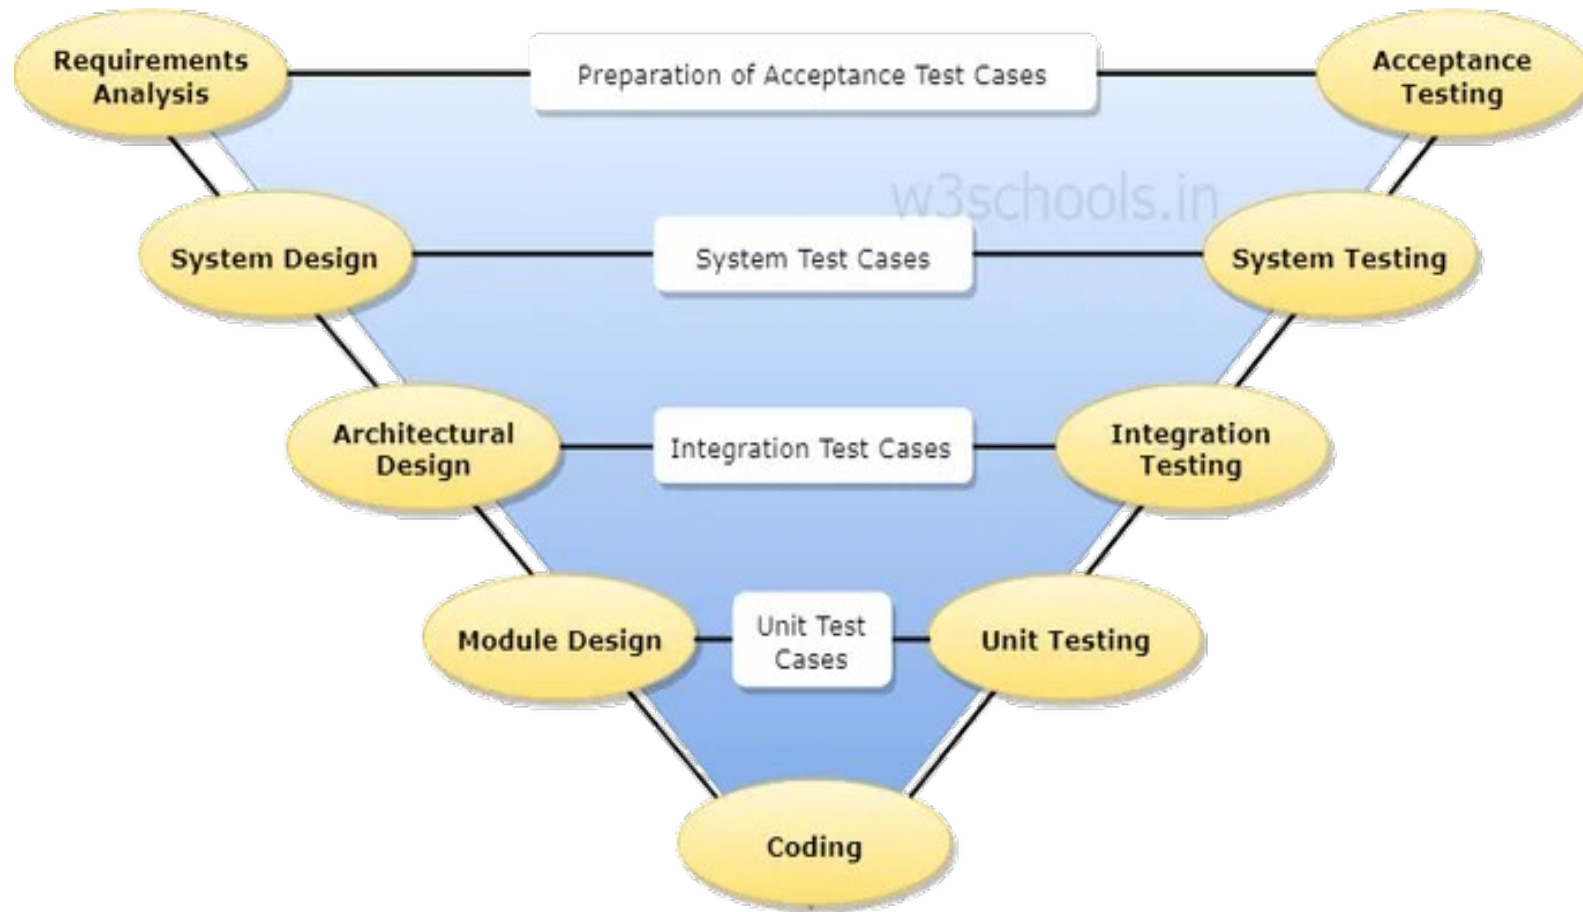 Requirements
Analysis
Preparation of Acceptance Test Cases
Acceptance
Testing
w3schools.in
System Design
System Test Cases
System Testing
Architectural
Design
Integration Test Cases
Integration
Testing
Module Design
Unit Test
Cases
Unit Testing
Coding